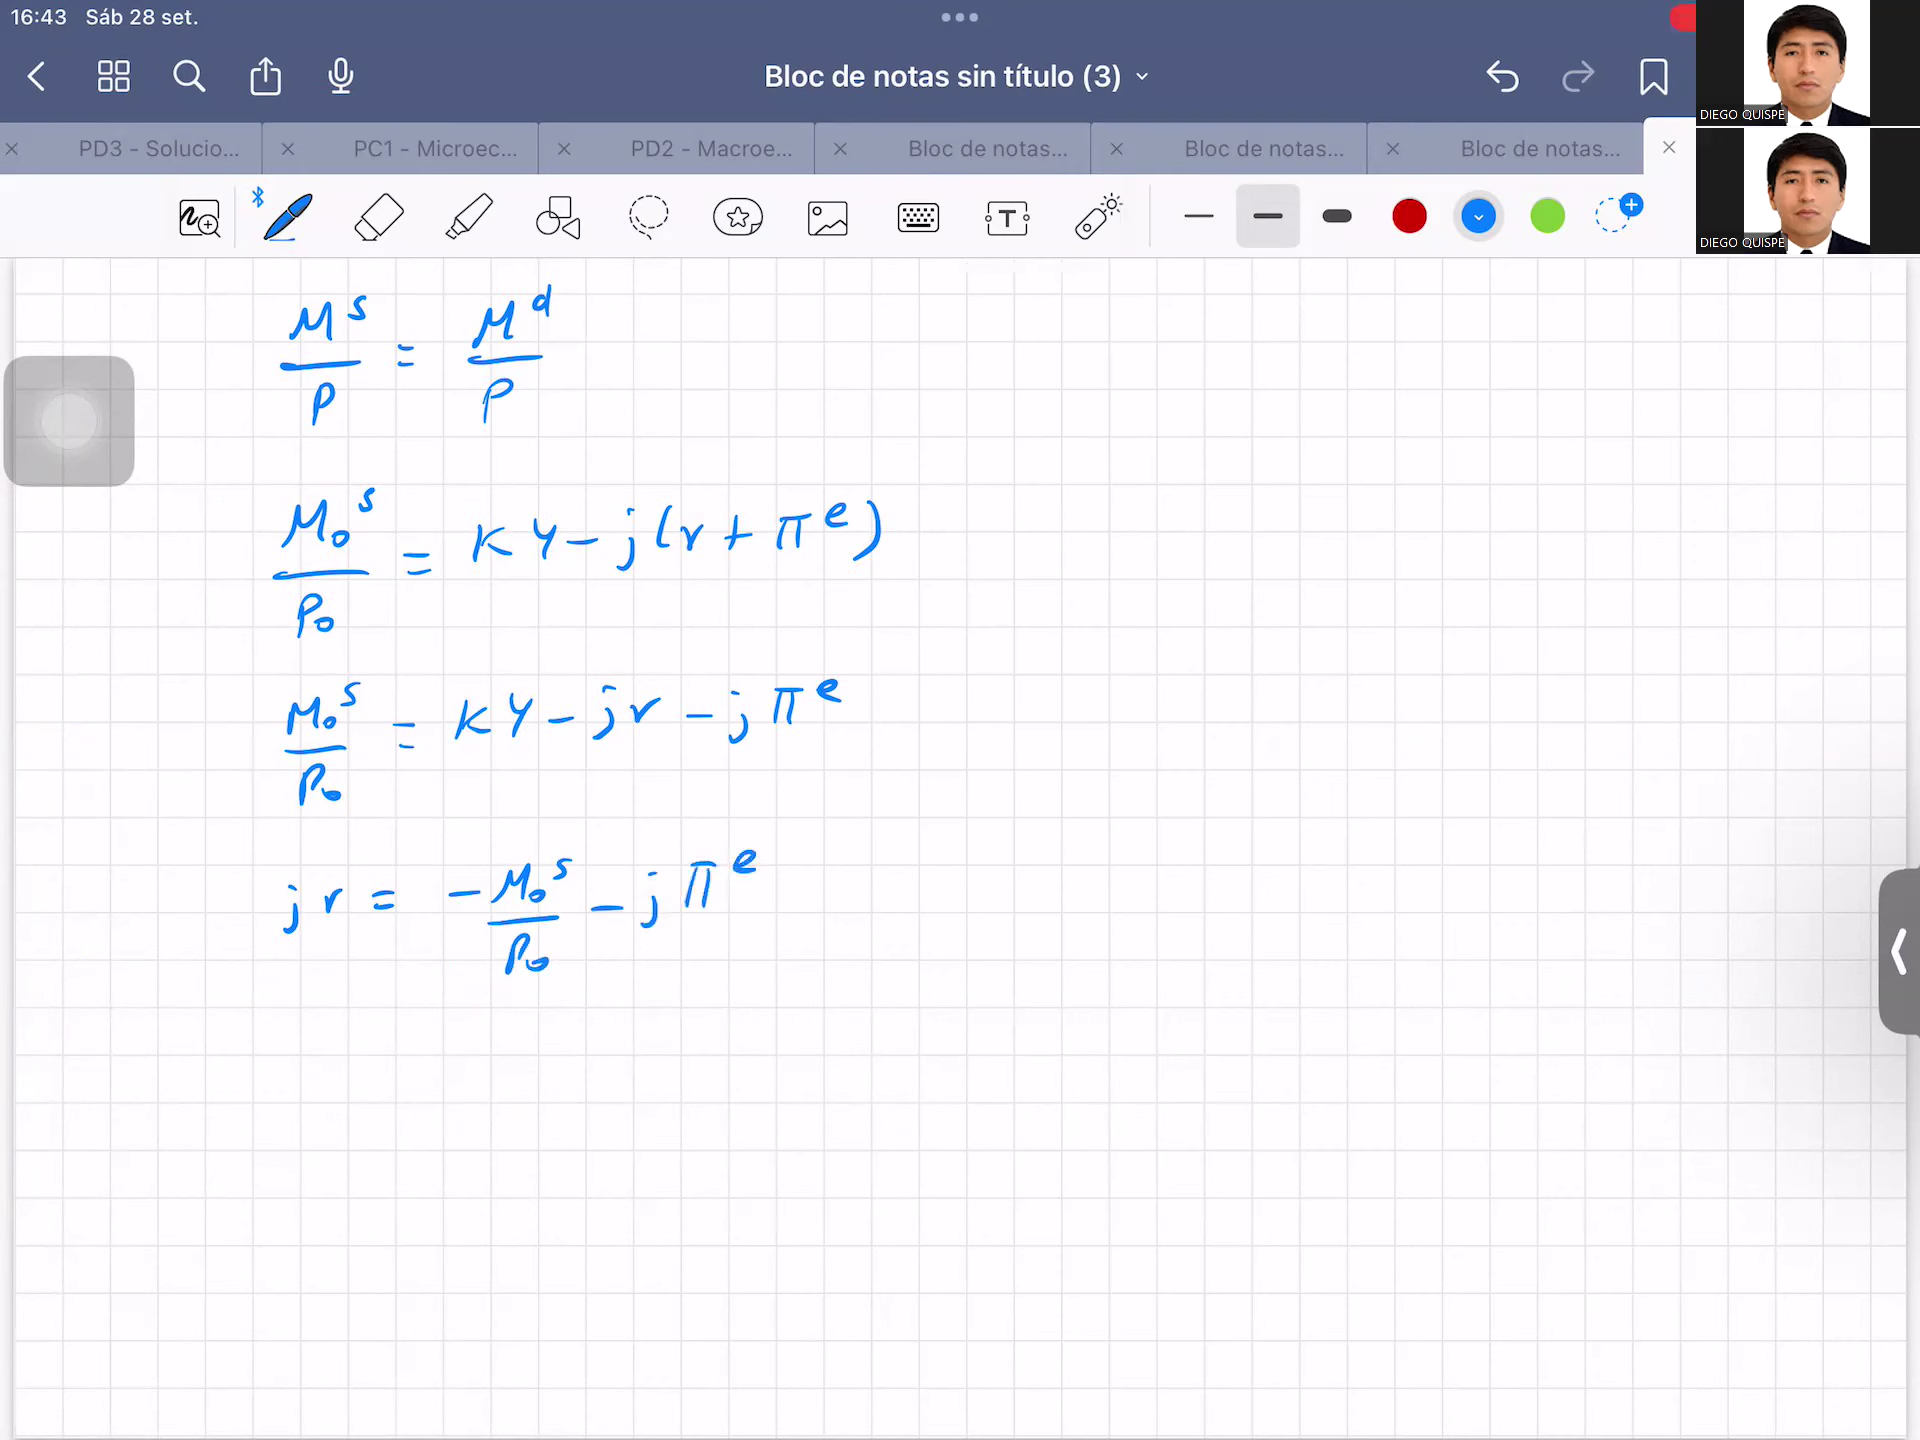 16:43 Sáb 28 set.
Bloc de notas sin título (3)
DIEGO QUISPE
PD3 - Solucio... PC1 - Microec... PD2 - Macroe... Bloc de notas... Bloc de notas... Bloc de notas...
DIEGO QUISPE
M^s/P = M^d/P
M₀^s/P₀ = KY - j(r + π^e)
M₀^s/P₀ = KY - jr - jπ^e
jr = -M₀^s/P₀ - jπ^e